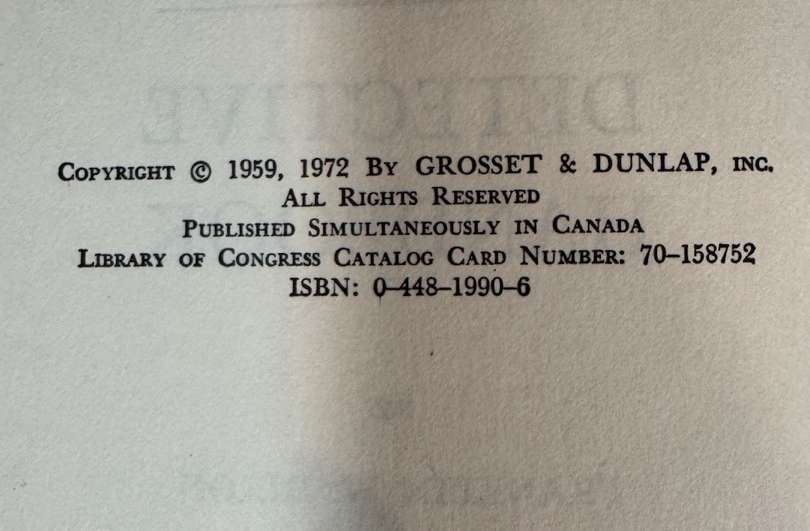 COPYRIGHT © 1959, 1972 BY GROSSET & DUNLAP, INC.
ALL RIGHTS RESERVED
PUBLISHED SIMULTANEOUSLY IN CANADA
LIBRARY OF CONGRESS CATALOG CARD NUMBER: 70–158752
ISBN: 0–448–1990–6